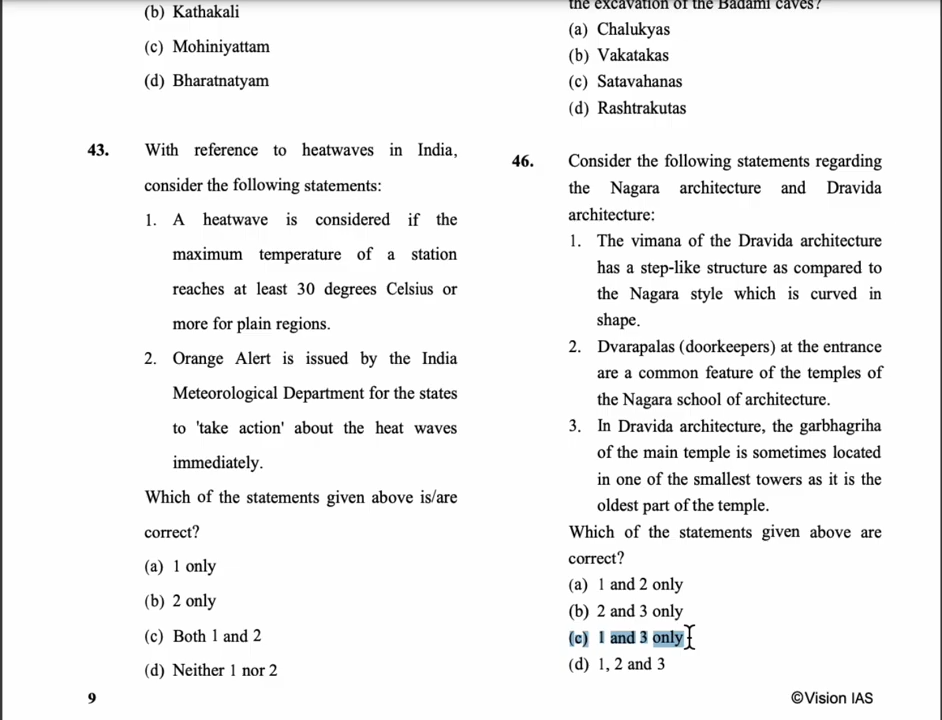 (b) Kathakali
(c) Mohiniyattam
(d) Bharatnatyam
43. With reference to heatwaves in India,
consider the following statements:
1. A heatwave is considered if the
maximum temperature of a station
reaches at least 30 degrees Celsius or
more for plain regions.
2. Orange Alert is issued by the India
Meteorological Department for the states
to 'take action' about the heat waves
immediately.
Which of the statements given above is/are
correct?
(a) 1 only
(b) 2 only
(c) Both 1 and 2
(d) Neither 1 nor 2
the excavation of the Badami caves?
(a) Chalukyas
(b) Vakatakas
(c) Satavahanas
(d) Rashtrakutas
46. Consider the following statements regarding
the Nagara architecture and Dravida
architecture:
1. The vimana of the Dravida architecture
has a step-like structure as compared to
the Nagara style which is curved in
shape.
2. Dvarapalas (doorkeepers) at the entrance
are a common feature of the temples of
the Nagara school of architecture.
3. In Dravida architecture, the garbhagriha
of the main temple is sometimes located
in one of the smallest towers as it is the
oldest part of the temple.
Which of the statements given above are
correct?
(a) 1 and 2 only
(b) 2 and 3 only
(c) 1 and 3 only
(d) 1, 2 and 3
9
©Vision IAS